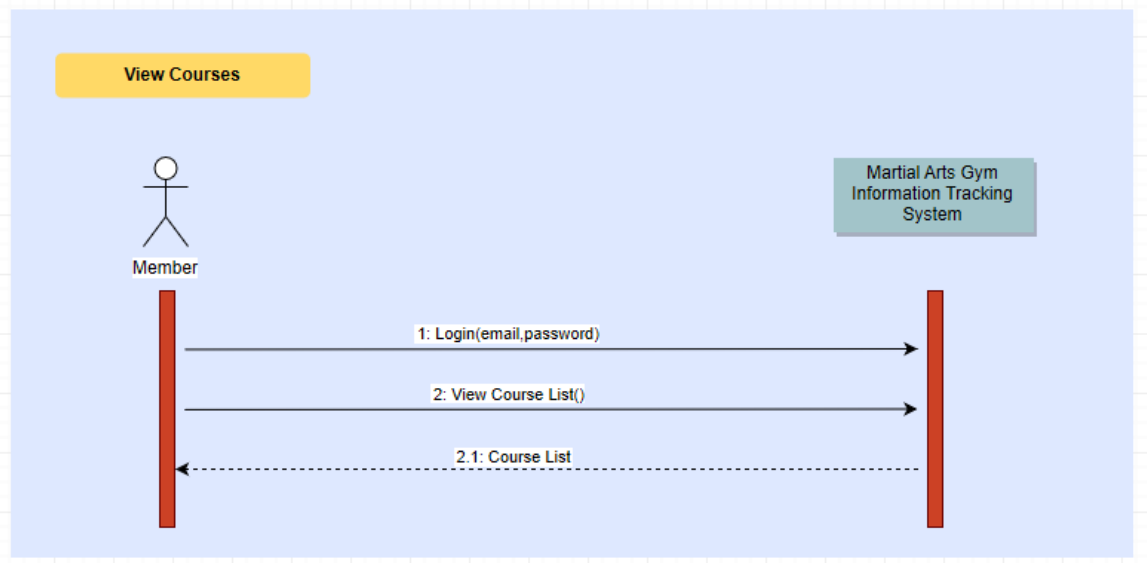 View Courses
Martial Arts Gym
Information Tracking
System
Member
1: Login(email,password)
2: View Course List()
2.1: Course List